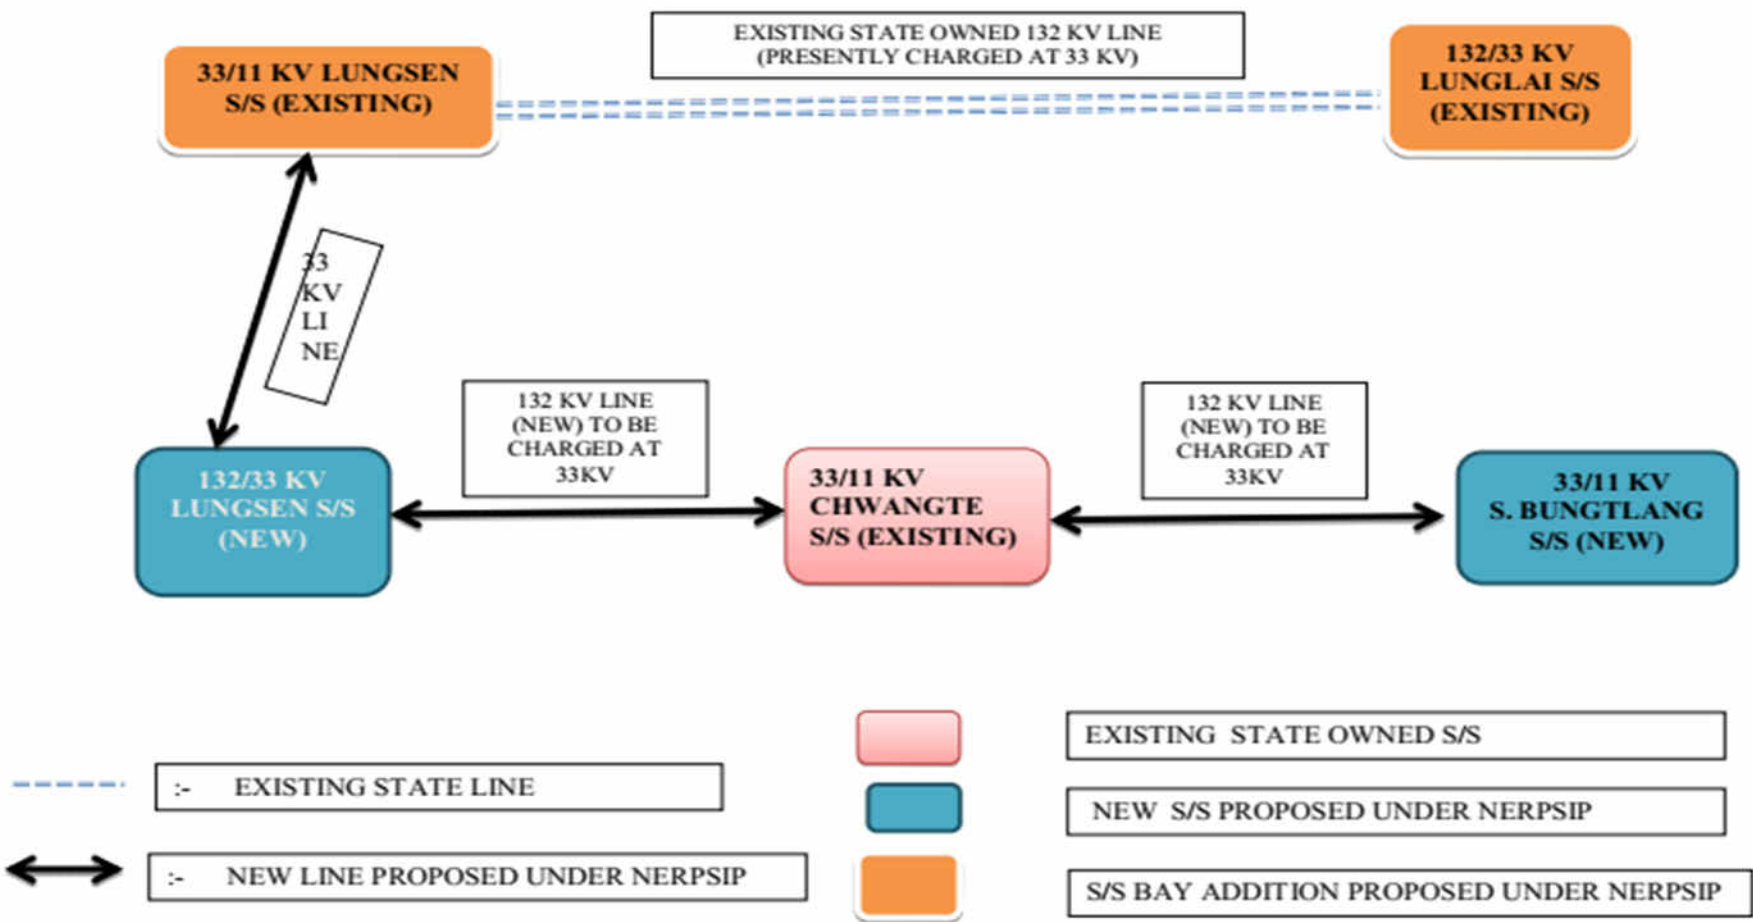 EXISTING STATE OWNED 132 KV LINE
(PRESENTLY CHARGED AT 33 KV)
33/11 KV LUNGSEN
S/S (EXISTING)
132/33 KV
LUNGLAI S/S
(EXISTING)
33
KV
LI
NE
132 KV LINE
(NEW) TO BE
CHARGED AT
33KV
132 KV LINE
(NEW) TO BE
CHARGED AT
33KV
132/33 KV
LUNGSEN S/S
(NEW)
33/11 KV
CHWANGTE
S/S (EXISTING)
33/11 KV
S. BUNGTLANG
S/S (NEW)
:- EXISTING STATE LINE
:- NEW LINE PROPOSED UNDER NERPSIP
EXISTING STATE OWNED S/S
NEW S/S PROPOSED UNDER NERPSIP
S/S BAY ADDITION PROPOSED UNDER NERPSIP